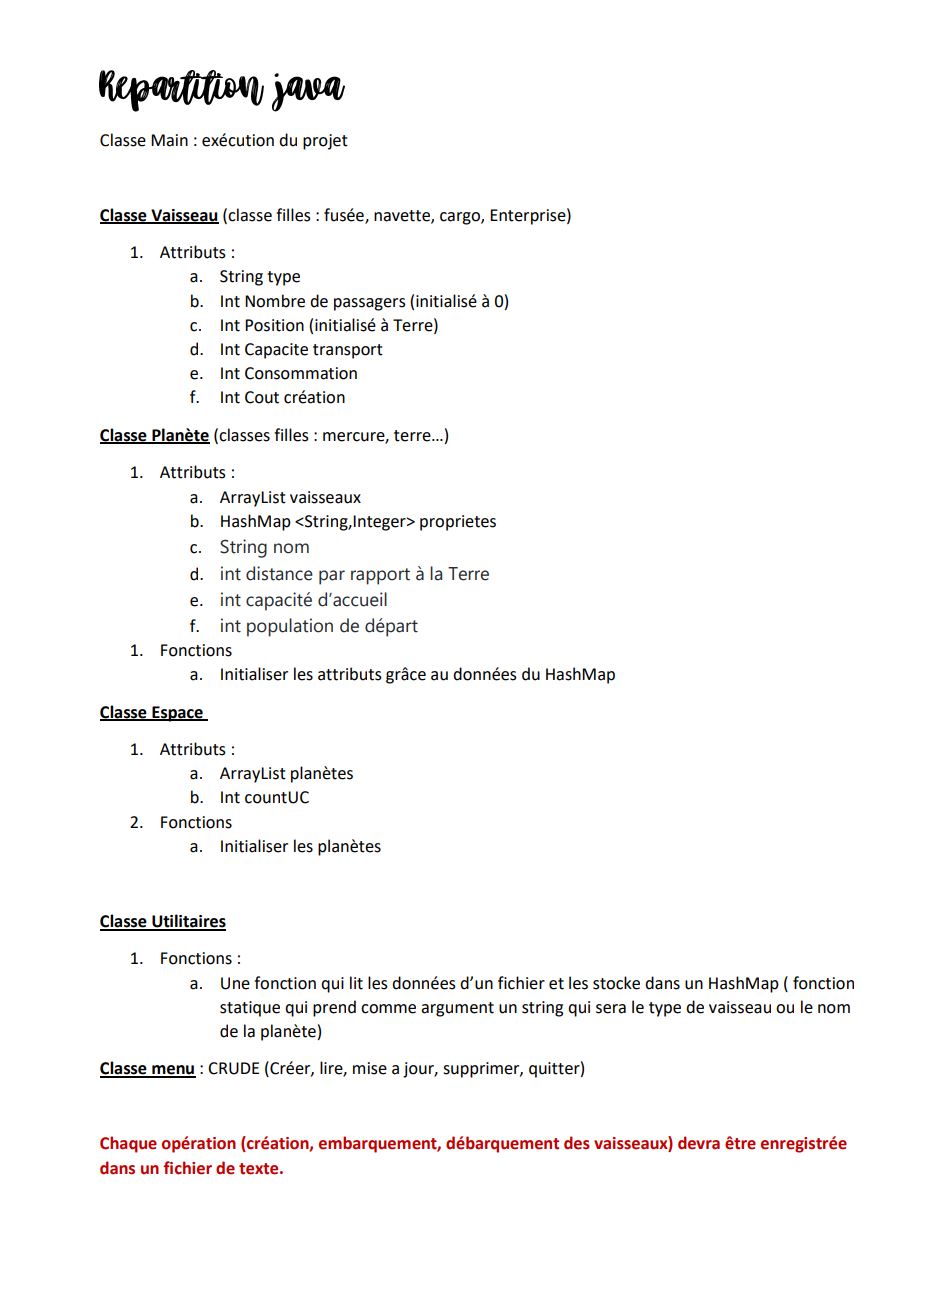 Repartition java
Classe Main : exécution du projet
Classe Vaisseau (classe filles : fusée, navette, cargo, Enterprise)
1. Attributs :
a. String type
b. Int Nombre de passagers (initialisé à 0)
c. Int Position (initialisé à Terre)
d. Int Capacite transport
e. Int Consommation
f. Int Cout création
Classe Planète (classes filles : mercure, terre…)
1. Attributs :
a. ArrayList vaisseaux
b. HashMap <String,Integer> proprietes
c. String nom
d. int distance par rapport à la Terre
e. int capacité d’accueil
f. int population de départ
1. Fonctions
a. Initialiser les attributs grâce au données du HashMap
Classe Espace
1. Attributs :
a. ArrayList planètes
b. Int countUC
2. Fonctions
a. Initialiser les planètes
Classe Utilitaires
1. Fonctions :
a. Une fonction qui lit les données d’un fichier et les stocke dans un HashMap ( fonction
statique qui prend comme argument un string qui sera le type de vaisseau ou le nom
de la planète)
Classe menu : CRUDE (Créer, lire, mise a jour, supprimer, quitter)
Chaque opération (création, embarquement, débarquement des vaisseaux) devra être enregistrée
dans un fichier de texte.